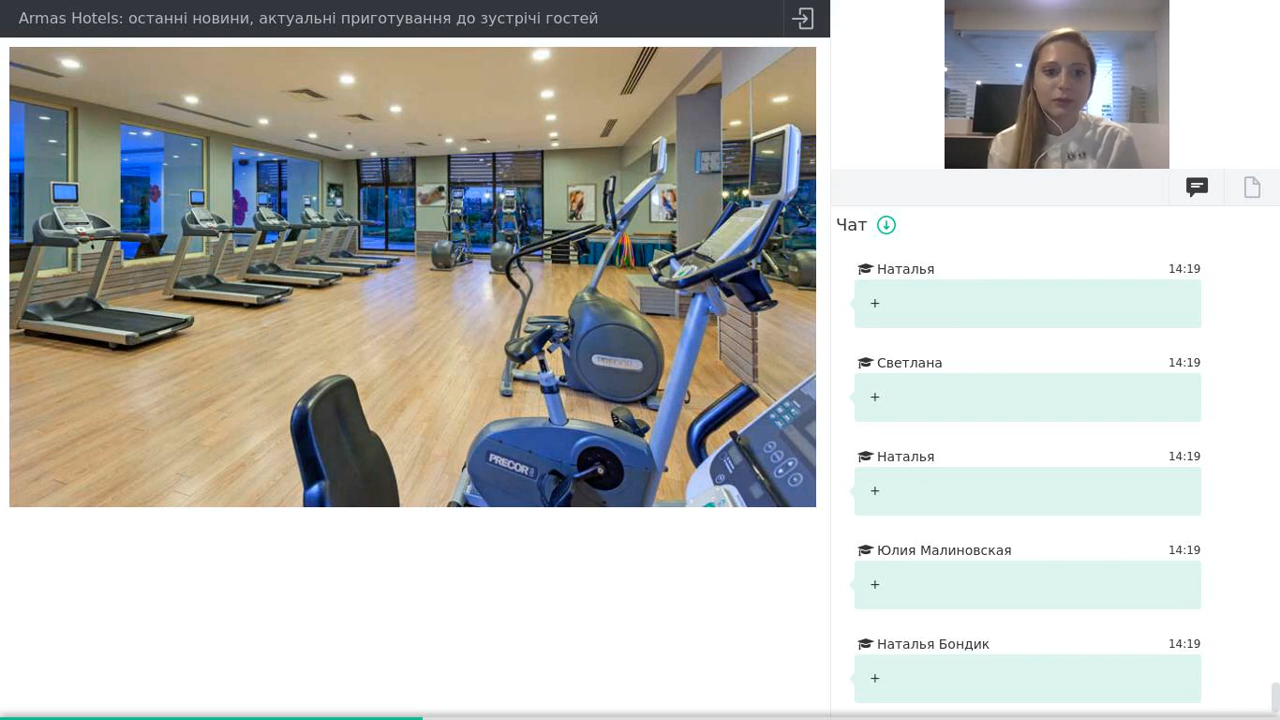 Armas Hotels: останні новини, актуальні приготування до зустрічі гостей
PRECOR
PRECOR
Чат
Наталья 14:19
+
Светлана 14:19
+
Наталья 14:19
+
Юлия Малиновская 14:19
+
Наталья Бондик 14:19
+